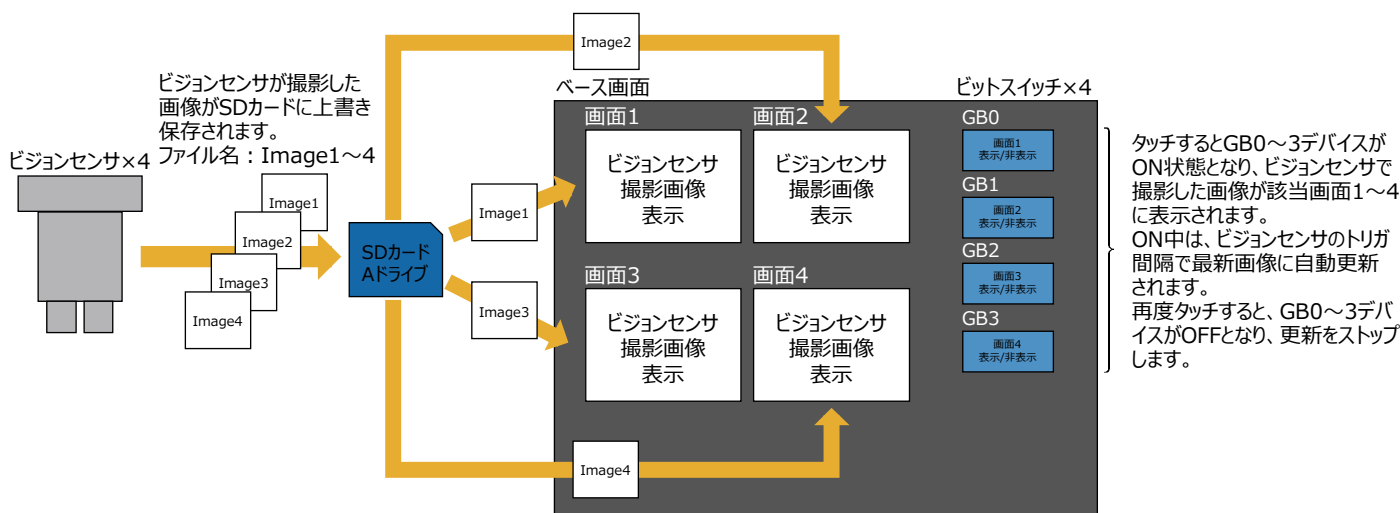 ビジョンセンサ×4
ビジョンセンサが撮影した
画像がSDカードに上書き
保存されます。
ファイル名：Image1～4
Image1
Image2
Image3
Image4
SDカード
Aドライブ
Image2
Image1
Image3
Image4
ベース画面
画面1
ビジョンセンサ
撮影画像
表示
画面2
ビジョンセンサ
撮影画像
表示
画面3
ビジョンセンサ
撮影画像
表示
画面4
ビジョンセンサ
撮影画像
表示
ビットスイッチ×4
GB0
画面1
表示/非表示
GB1
画面2
表示/非表示
GB2
画面3
表示/非表示
GB3
画面4
表示/非表示
タッチするとGB0～3デバイスが
ON状態となり、ビジョンセンサで
撮影した画像が該当画面1～4
に表示されます。
ON中は、ビジョンセンサのトリガ
間隔で最新画像に自動更新
されます。
再度タッチすると、GB0～3デバ
イスがOFFとなり、更新をストップ
します。